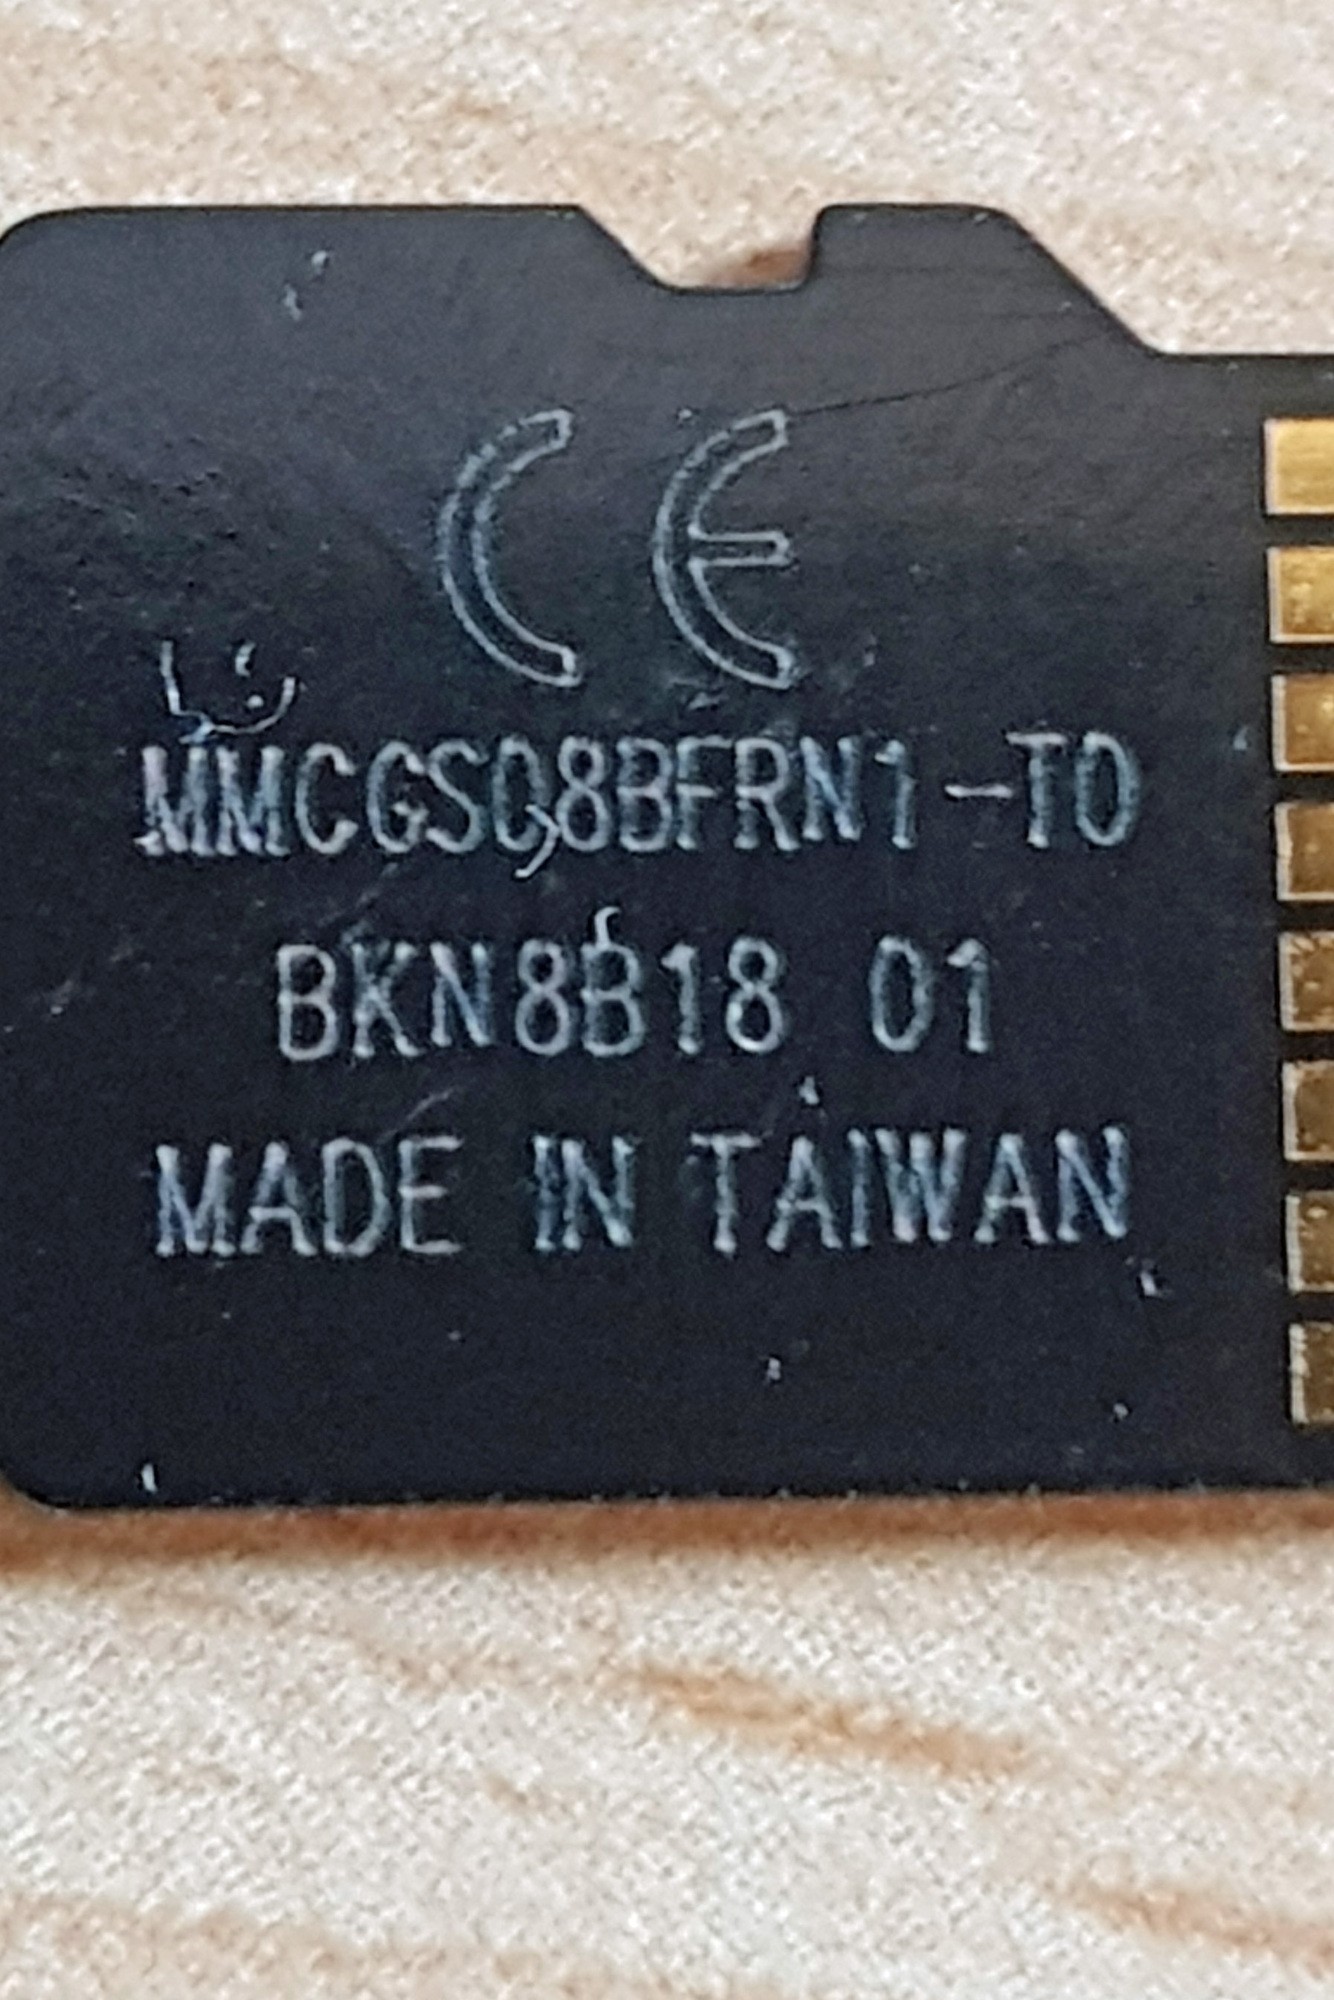 CE
MMCGS08BFRN1-T0
BKN8B18 01
MADE IN TAIWAN